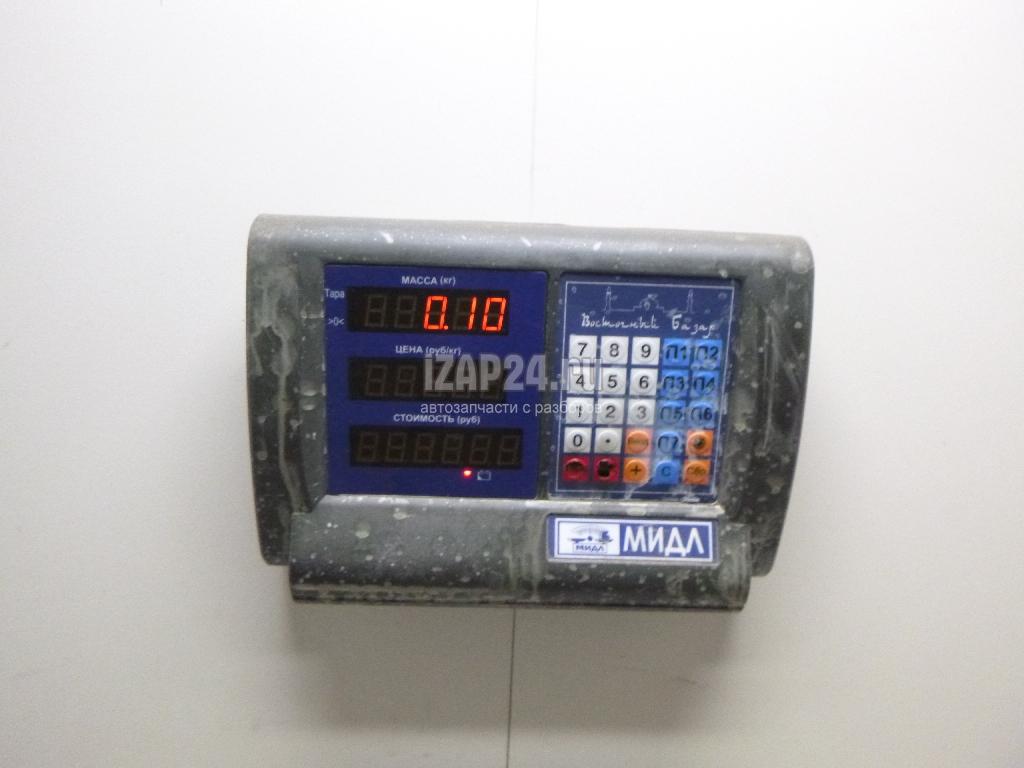 МАССА (кг)
Тара
0.10
>0<
ЦЕНА (руб/кг)
iZAP24.ru
автозапчасти с разборов
СТОИМОСТЬ (руб)
Восточный Базар
7 8 9 П1 П2
4 5 6 П3 П4
1 2 3 П5 П6
0 . П7
+ С Сбр
МИДЛ
МИДЛ